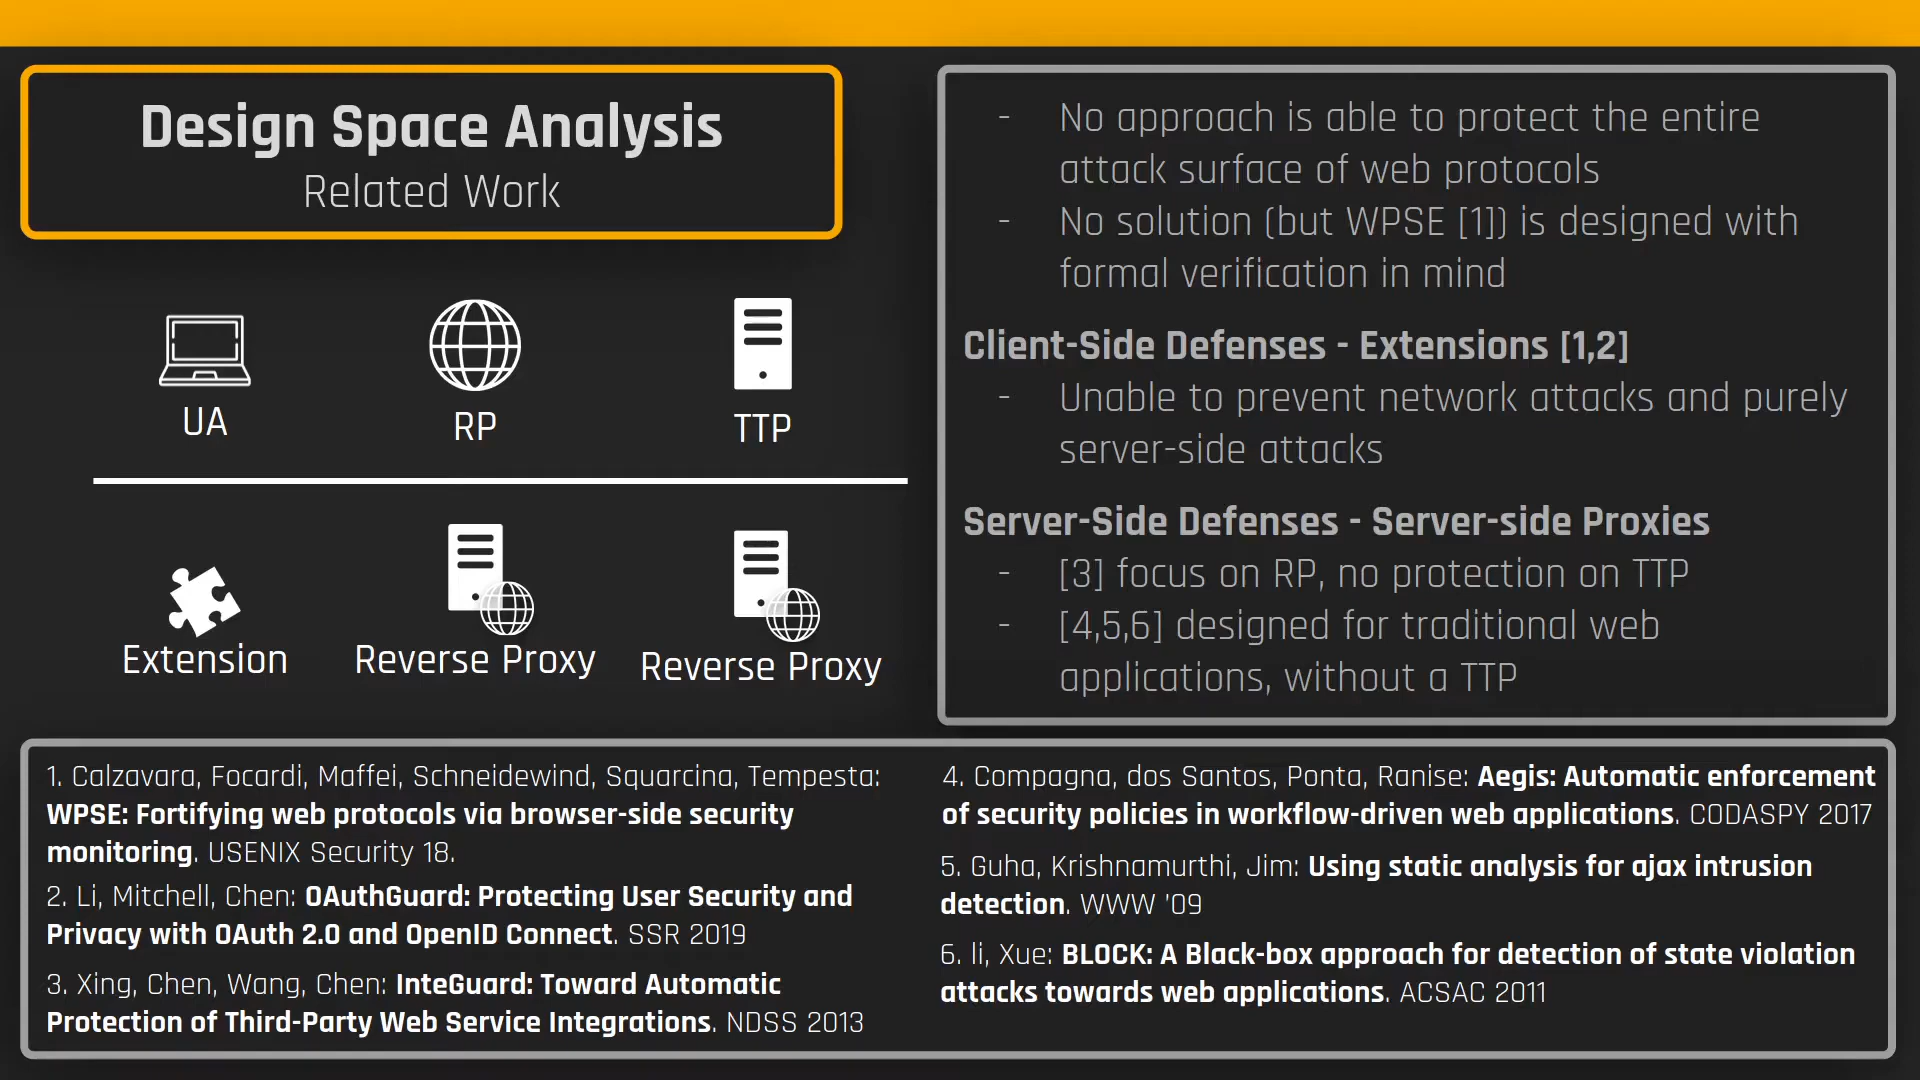 Design Space Analysis
Related Work
UA
RP
TTP
Extension
Reverse Proxy
Reverse Proxy
- No approach is able to protect the entire
attack surface of web protocols
- No solution (but WPSE [1]) is designed with
formal verification in mind
Client-Side Defenses - Extensions [1,2]
- Unable to prevent network attacks and purely
server-side attacks
Server-Side Defenses - Server-side Proxies
- [3] focus on RP, no protection on TTP
- [4,5,6] designed for traditional web
applications, without a TTP
1. Calzavara, Focardi, Maffei, Schneidewind, Squarcina, Tempesta:
WPSE: Fortifying web protocols via browser-side security
monitoring. USENIX Security 18.
2. Li, Mitchell, Chen: OAuthGuard: Protecting User Security and
Privacy with OAuth 2.0 and OpenID Connect. SSR 2019
3. Xing, Chen, Wang, Chen: InteGuard: Toward Automatic
Protection of Third-Party Web Service Integrations. NDSS 2013
4. Compagna, dos Santos, Ponta, Ranise: Aegis: Automatic enforcement
of security policies in workflow-driven web applications. CODASPY 2017
5. Guha, Krishnamurthi, Jim: Using static analysis for ajax intrusion
detection. WWW '09
6. li, Xue: BLOCK: A Black-box approach for detection of state violation
attacks towards web applications. ACSAC 2011